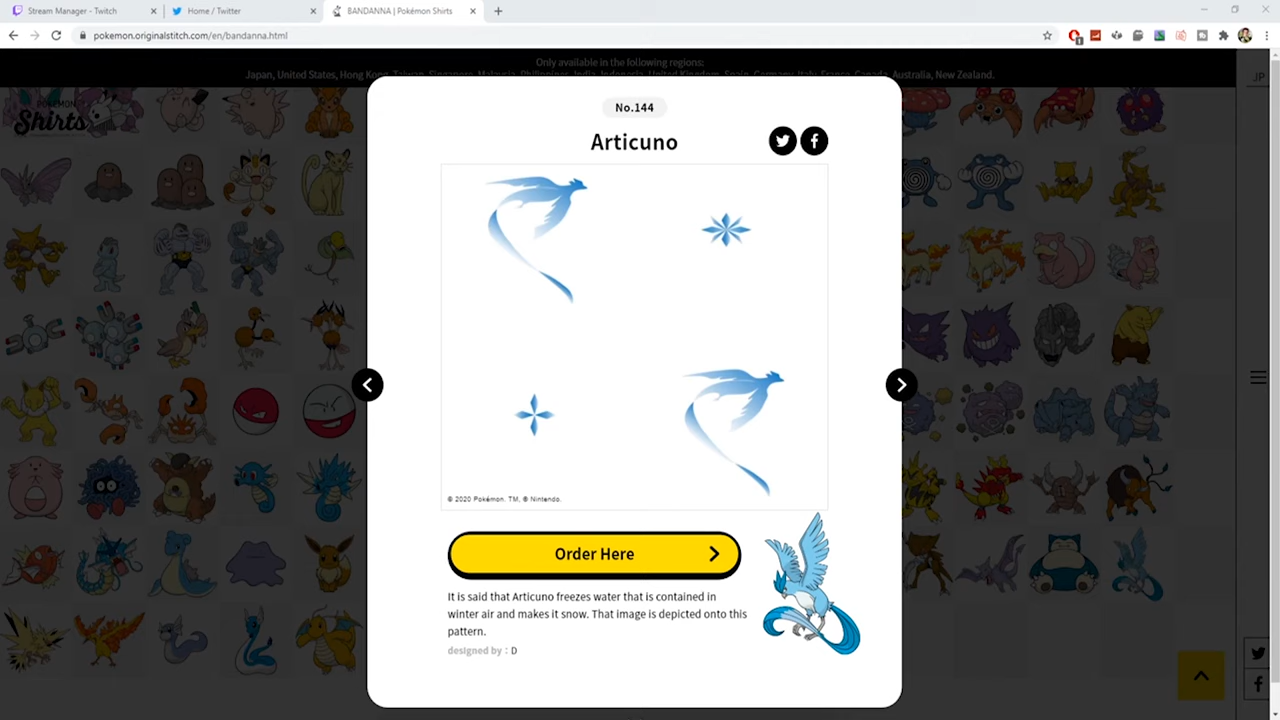 Stream Manager - Twitch
Home / Twitter
BANDANNA | Pokémon Shirts
pokemon.originalstitch.com/en/bandanna.html
Only available in the following regions:
Japan, United States, Hong Kong, Taiwan, Singapore, Malaysia, Philippines, India, Indonesia, United Kingdom, Spain, Germany, Italy, France, Canada, Australia, New Zealand.
JP
POKÉMON
Shirts
No.144
Articuno
© 2020 Pokémon. TM, ® Nintendo.
Order Here
It is said that Articuno freezes water that is contained in
winter air and makes it snow. That image is depicted onto this
pattern.
designed by : D